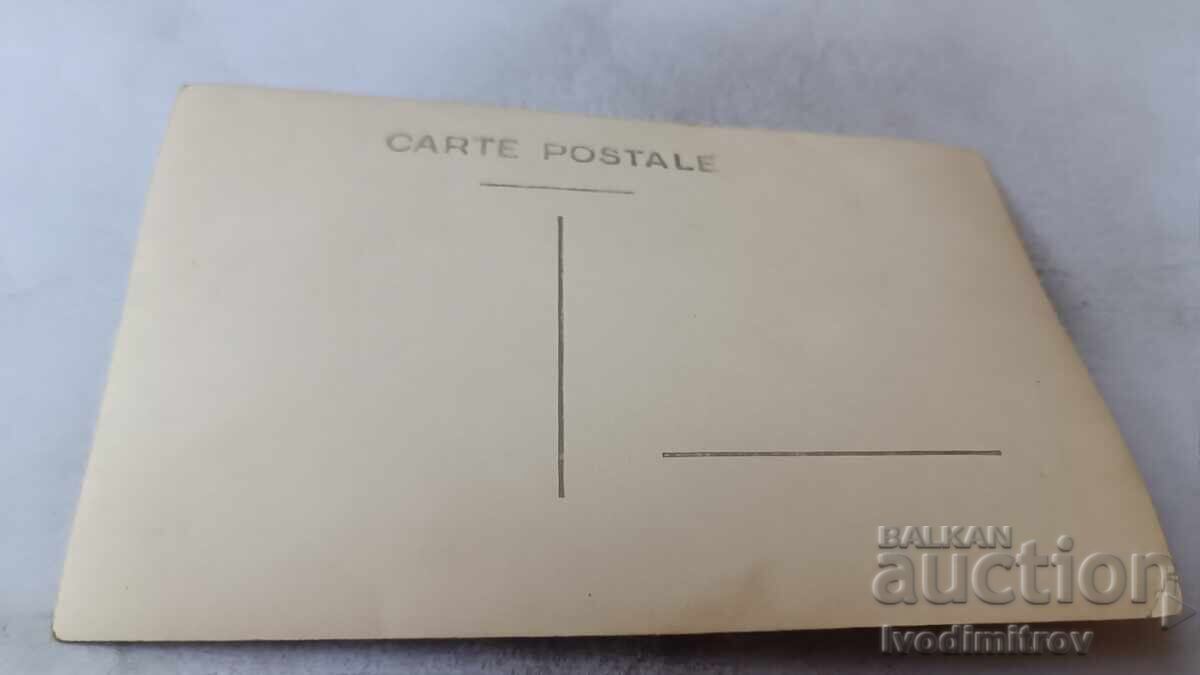 CARTE POSTALE
BALKAN
auction
Ivodimitrov